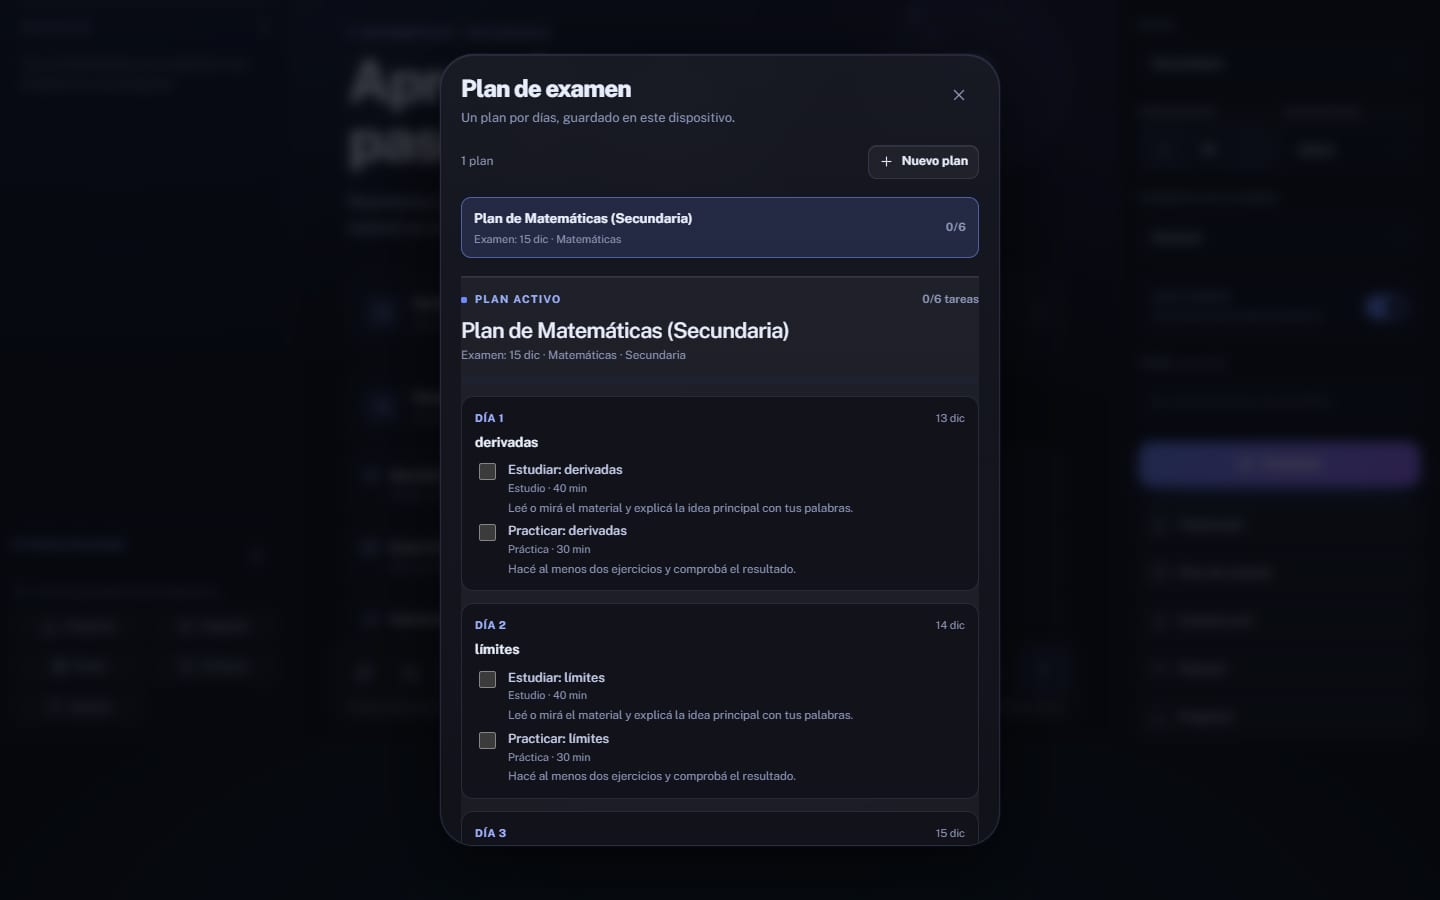 Plan de examen
Un plan por días, guardado en este dispositivo.
1 plan
Nuevo plan
Plan de Matemáticas (Secundaria)
0/6
Examen: 15 dic · Matemáticas
PLAN ACTIVO
0/6 tareas
Plan de Matemáticas (Secundaria)
Examen: 15 dic · Matemáticas · Secundaria
DÍA 1
13 dic
derivadas
Estudiar: derivadas
Estudio · 40 min
Leé o mirá el material y explicá la idea principal con tus palabras.
Practicar: derivadas
Práctica · 30 min
Hacé al menos dos ejercicios y comprobá el resultado.
DÍA 2
14 dic
límites
Estudiar: límites
Estudio · 40 min
Leé o mirá el material y explicá la idea principal con tus palabras.
Practicar: límites
Práctica · 30 min
Hacé al menos dos ejercicios y comprobá el resultado.
DÍA 3
15 dic